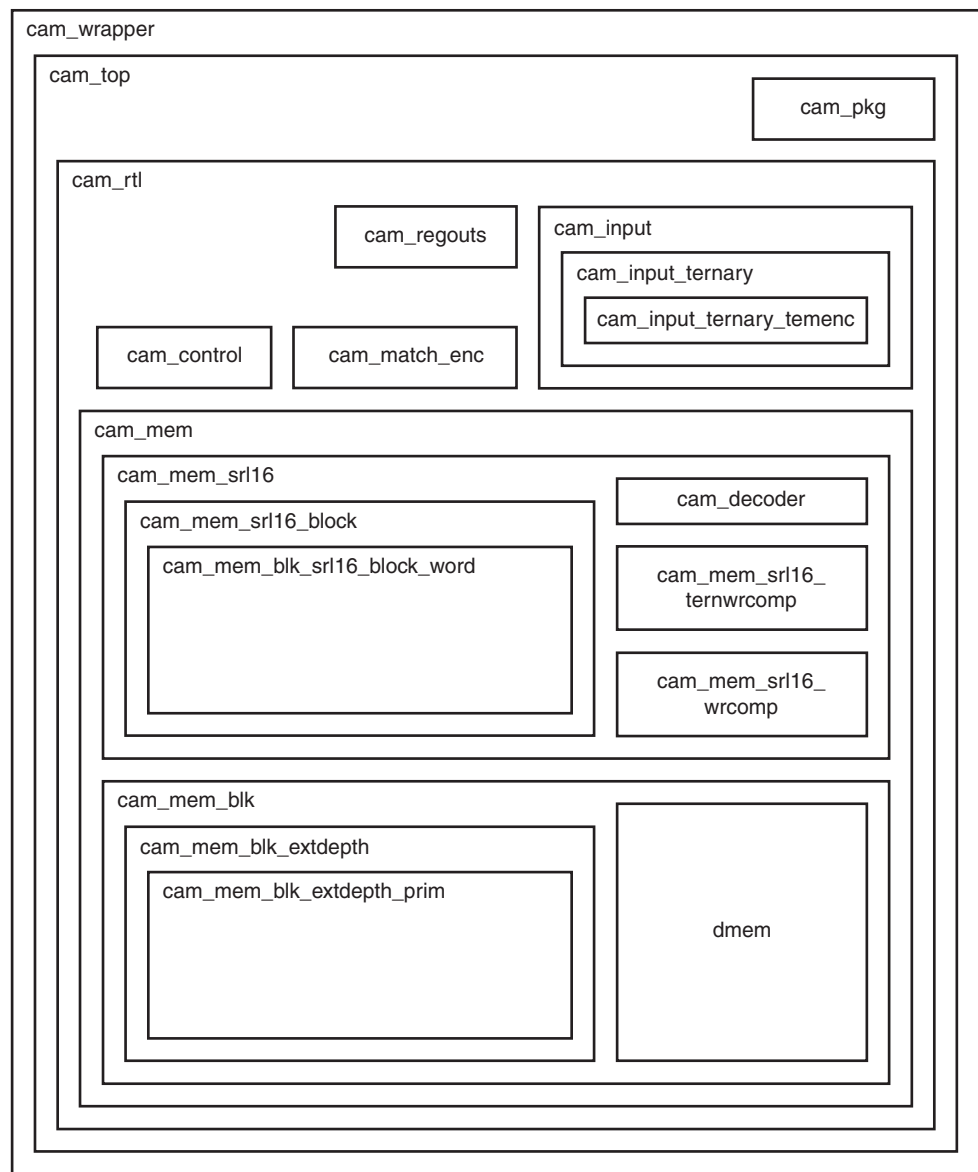 cam_wrapper
cam_top
cam_pkg
cam_rtl
cam_regouts
cam_input
cam_input_ternary
cam_input_ternary_temenc
cam_control
cam_match_enc
cam_mem
cam_mem_srl16
cam_mem_srl16_block
cam_mem_blk_srl16_block_word
cam_decoder
cam_mem_srl16_
ternwrcomp
cam_mem_srl16_
wrcomp
cam_mem_blk
cam_mem_blk_extdepth
cam_mem_blk_extdepth_prim
dmem